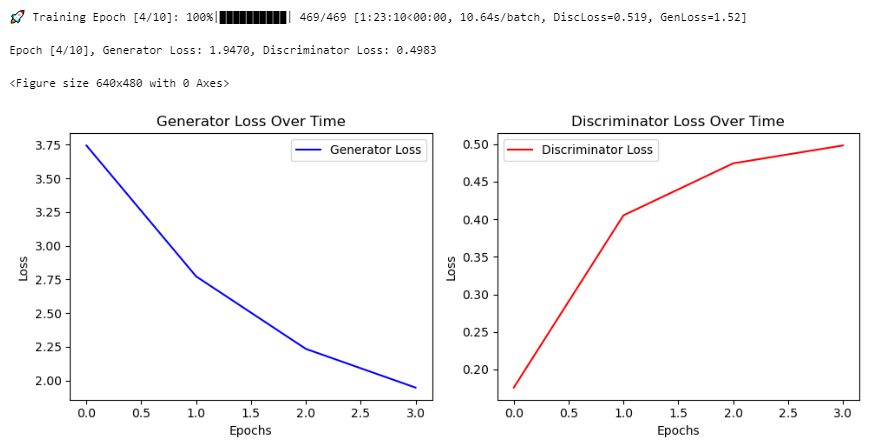 🚀 Training Epoch [4/10]: 100%|██████████| 469/469 [1:23:10<00:00, 10.64s/batch, DiscLoss=0.519, GenLoss=1.52]
Epoch [4/10], Generator Loss: 1.9470, Discriminator Loss: 0.4983
<Figure size 640x480 with 0 Axes>
Generator Loss Over Time
Generator Loss
3.75
3.50
3.25
3.00
2.75
2.50
2.25
2.00
Loss
0.0 0.5 1.0 1.5 2.0 2.5 3.0
Epochs
Discriminator Loss Over Time
Discriminator Loss
0.50
0.45
0.40
0.35
0.30
0.25
0.20
Loss
0.0 0.5 1.0 1.5 2.0 2.5 3.0
Epochs